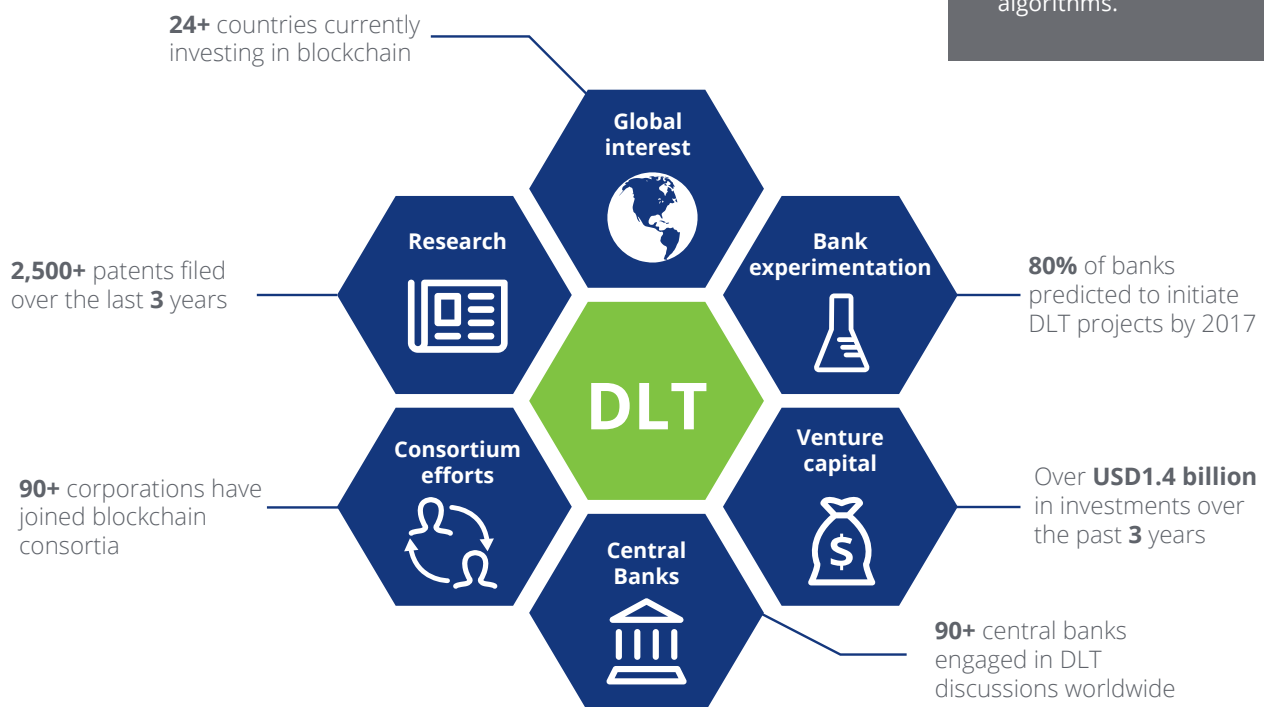 algorithms.
24+ countries currently
investing in blockchain
Global
interest
Research
2,500+ patents filed
over the last 3 years
Bank
experimentation
80% of banks
predicted to initiate
DLT projects by 2017
DLT
Consortium
efforts
90+ corporations have
joined blockchain
consortia
Venture
capital
$
Over USD1.4 billion
in investments over
the past 3 years
Central
Banks
90+ central banks
engaged in DLT
discussions worldwide